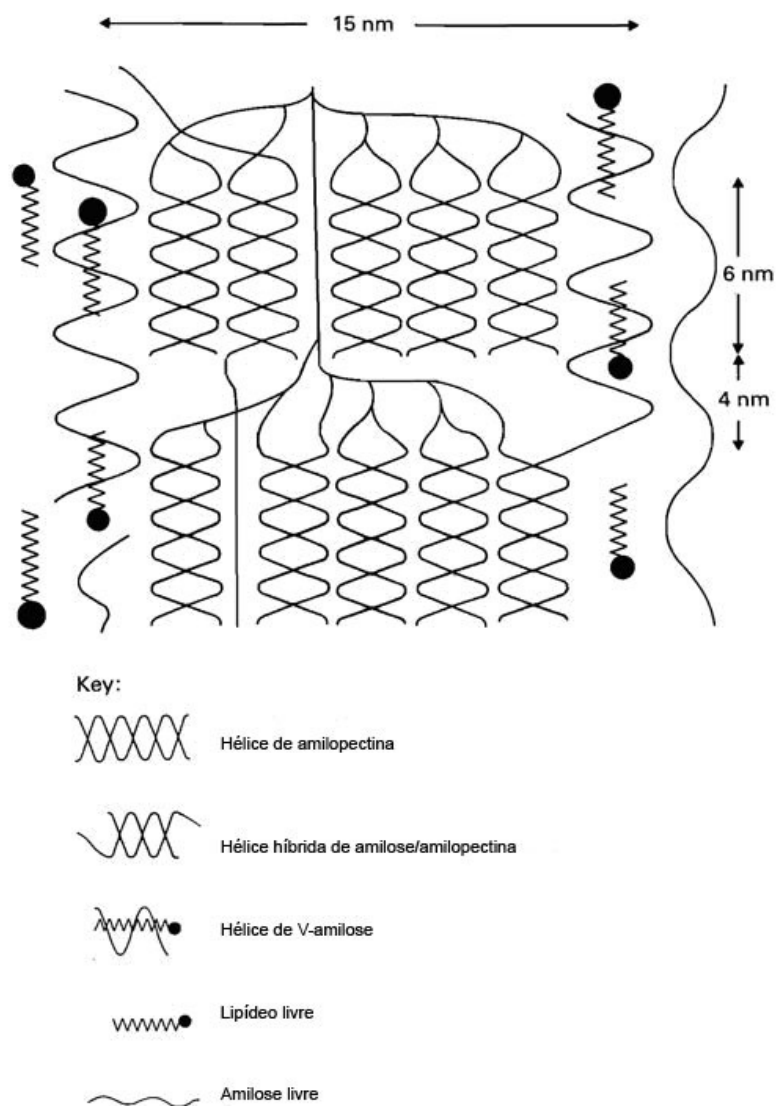 15 nm
6 nm
4 nm
Key:
Hélice de amilopectina
Hélice híbrida de amilose/amilopectina
Hélice de V-amilose
Lipídeo livre
Amilose livre